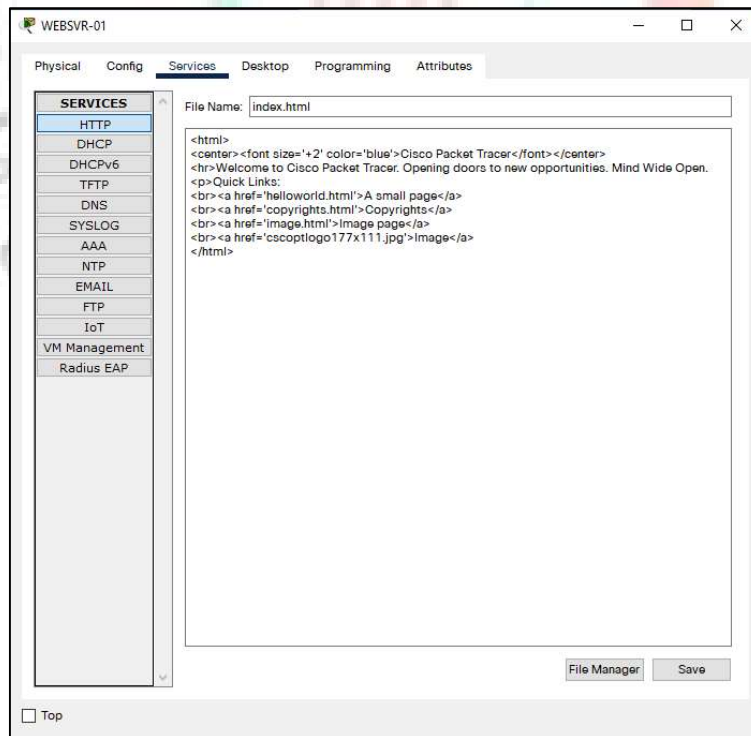 WEBSVR-01
Physical Config Services Desktop Programming Attributes
SERVICES
HTTP
DHCP
DHCPv6
TFTP
DNS
SYSLOG
AAA
NTP
EMAIL
FTP
IoT
VM Management
Radius EAP
File Name: index.html
<html>
<center><font size='+2' color='blue'>Cisco Packet Tracer</font></center>
<hr>Welcome to Cisco Packet Tracer. Opening doors to new opportunities. Mind Wide Open.
<p>Quick Links:
<br><a href='helloworld.html'>A small page</a>
<br><a href='copyrights.html'>Copyrights</a>
<br><a href='image.html'>Image page</a>
<br><a href='cscoptlogo177x111.jpg'>Image</a>
</html>
File Manager Save
Top